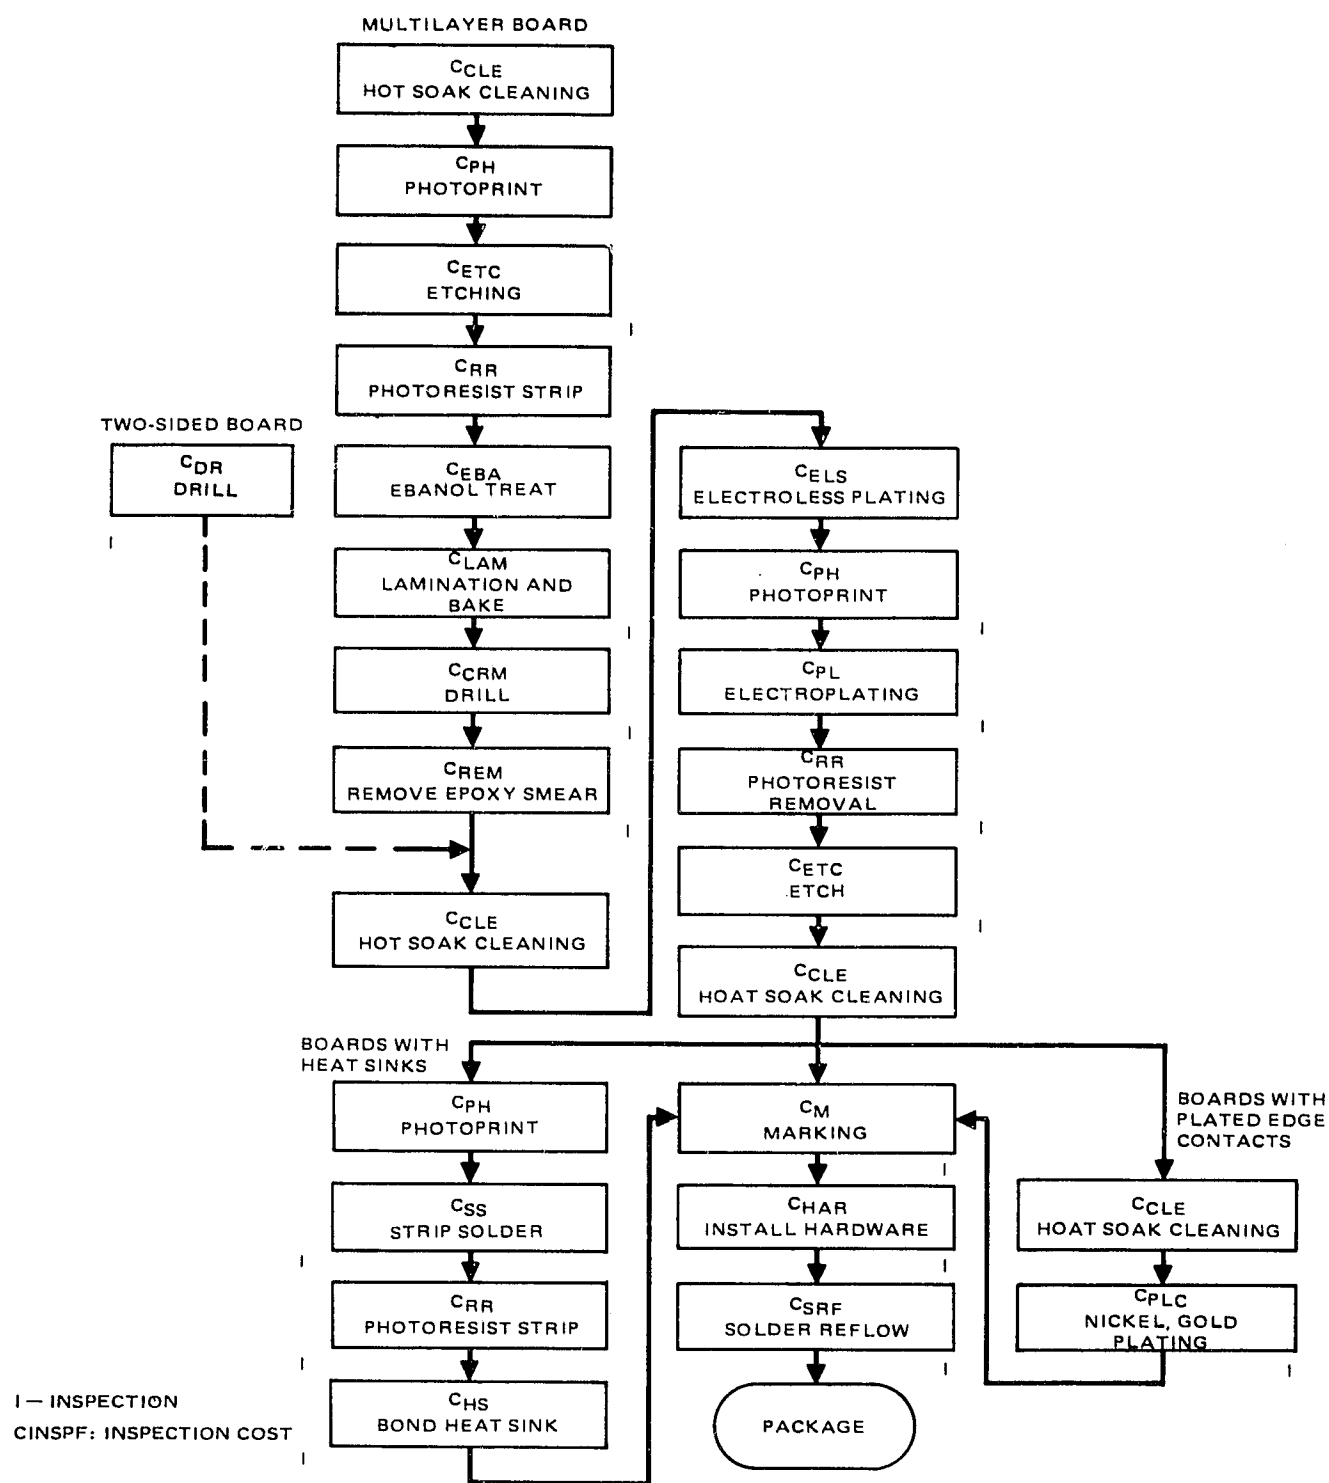 MULTILAYER BOARD
CCLE
HOT SOAK CLEANING
CPH
PHOTOPRINT
CETC
ETCHING
I
CRR
PHOTORESIST STRIP
TWO-SIDED BOARD
CDR
DRILL
I
CEBA
EBANOL TREAT
CLAM
LAMINATION AND
BAKE
I
CCRM
DRILL
I
CREM
REMOVE EPOXY SMEAR
I
CCLE
HOT SOAK CLEANING
CELS
ELECTROLESS PLATING
CPH
PHOTOPRINT
I
CPL
ELECTROPLATING
I
CRR
PHOTORESIST
REMOVAL
I
CETC
ETCH
I
CCLE
HOAT SOAK CLEANING
BOARDS WITH
HEAT SINKS
CPH
PHOTOPRINT
CSS
STRIP SOLDER
I
CRR
PHOTORESIST STRIP
I
CHS
BOND HEAT SINK
I
CM
MARKING
I
CHAR
INSTALL HARDWARE
I
CSRF
SOLDER REFLOW
I
PACKAGE
BOARDS WITH
PLATED EDGE
CONTACTS
CCLE
HOAT SOAK CLEANING
CPLC
NICKEL, GOLD
PLATING
I
I – INSPECTION
CINSPF: INSPECTION COST